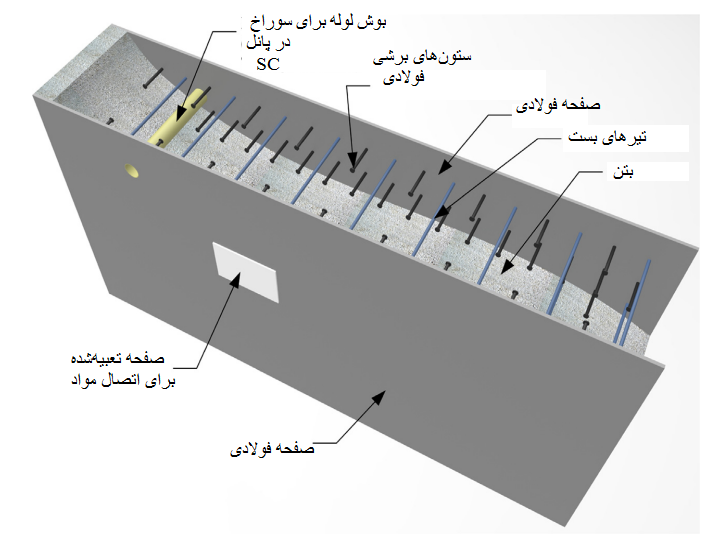 بوش لوله برای سوراخ
در پانل
SC
ستون‌های برشی
فولادی
صفحه فولادی
تیرهای بست
بتن
صفحه تعبیه‌شده
برای اتصال مواد
صفحه فولادی